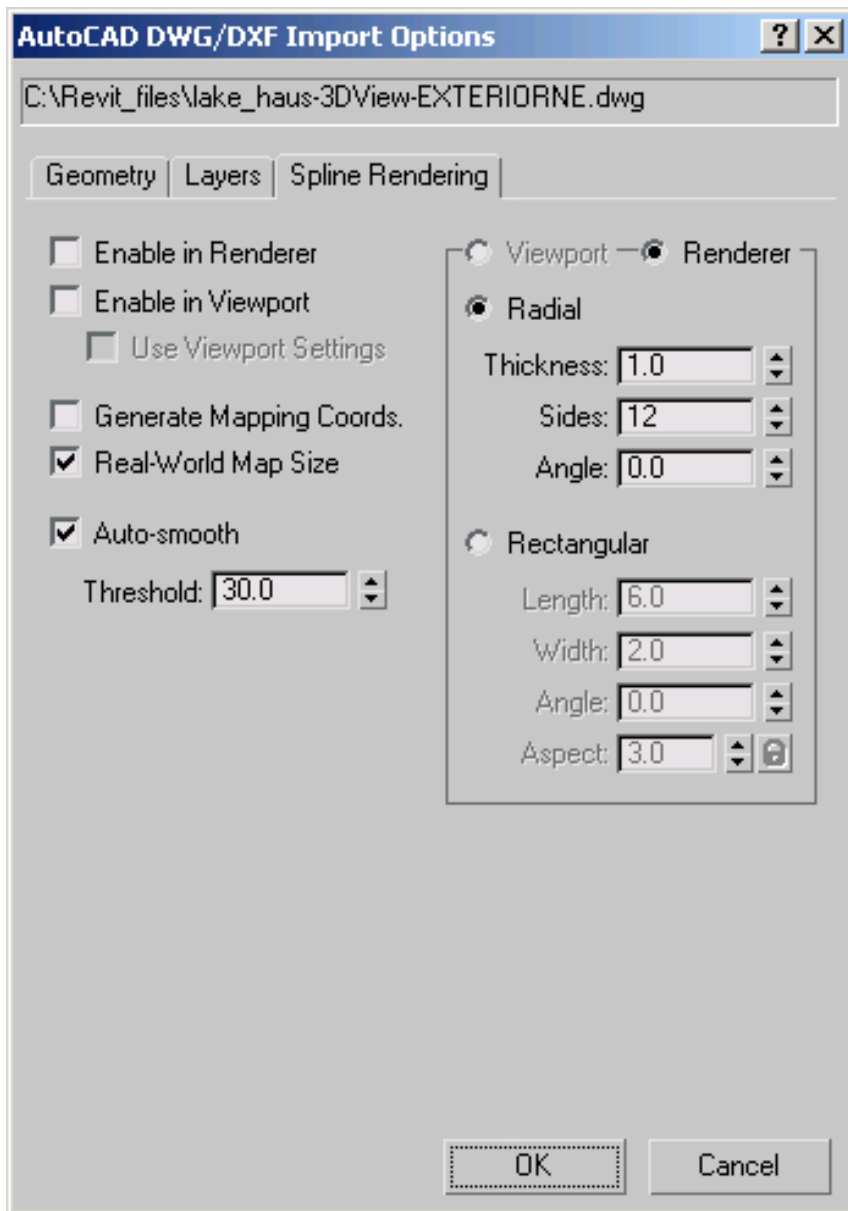 AutoCAD DWG/DXF Import Options
C:\Revit_files\lake_haus-3DView-EXTERIORNE.dwg
Geometry Layers Spline Rendering
Enable in Renderer
Enable in Viewport
Use Viewport Settings
Generate Mapping Coords.
Real-World Map Size
Auto-smooth
Threshold: 30.0
Viewport Renderer
Radial
Thickness: 1.0
Sides: 12
Angle: 0.0
Rectangular
Length: 6.0
Width: 2.0
Angle: 0.0
Aspect: 3.0
OK Cancel